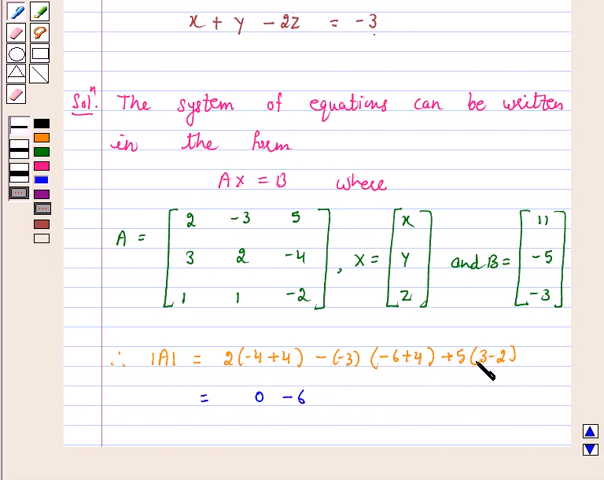 x + y - 2z = -3
Solⁿ. The system of equations can be written
in the form
AX = B where
A = [ 2 -3 5
3 2 -4
1 1 -2 ] , X = [ x
y
z ] and B = [ 11
-5
-3 ]
∴ |A| = 2(-4+4) - (-3) (-6+4) + 5(3-2)
= 0 -6